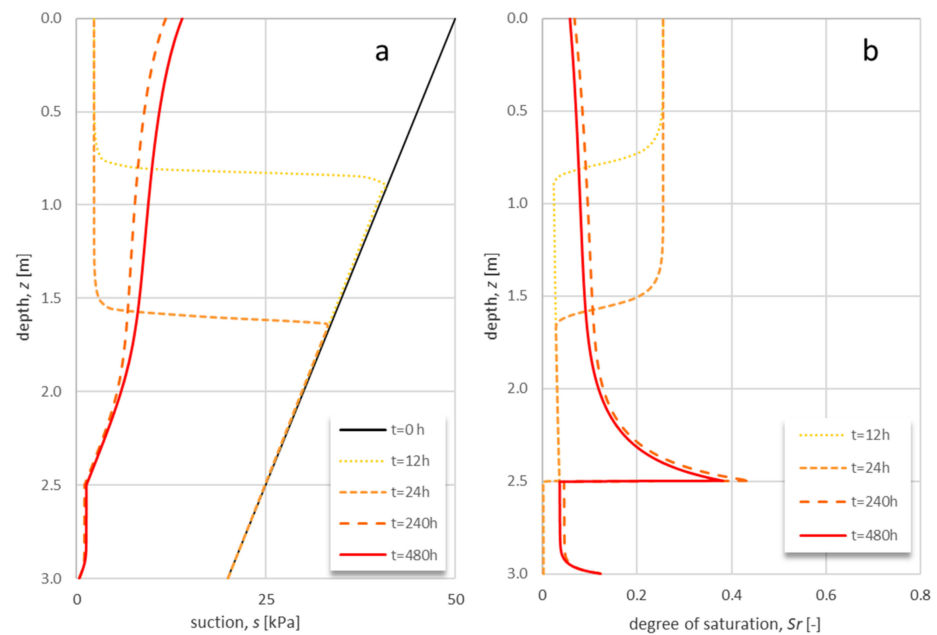 a
0.0
0.5
1.0
1.5
2.0
2.5
3.0
depth, z [m]
0
25
50
suction, s [kPa]
t=0 h
t=12h
t=24h
t=240h
t=480h
b
0.0
0.5
1.0
1.5
2.0
2.5
3.0
depth, z [m]
0
0.2
0.4
0.6
0.8
degree of saturation, Sr [-]
t=12h
t=24h
t=240h
t=480h